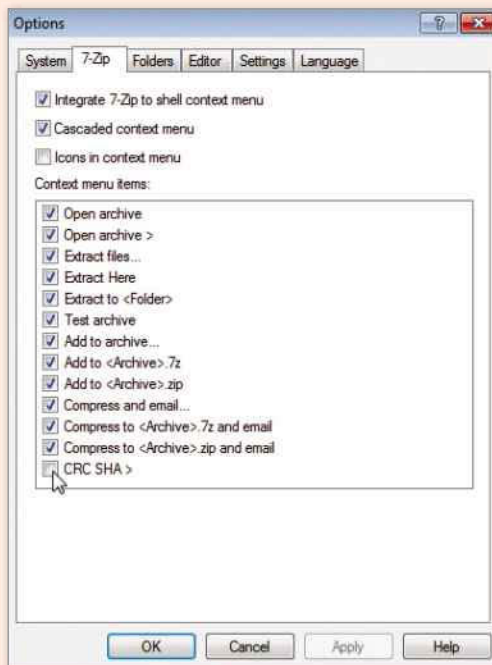 Options
System 7-Zip Folders Editor Settings Language
Integrate 7-Zip to shell context menu
Cascaded context menu
Icons in context menu
Context menu items:
Open archive
Open archive >
Extract files...
Extract Here
Extract to <Folder>
Test archive
Add to archive...
Add to <Archive>.7z
Add to <Archive>.zip
Compress and email...
Compress to <Archive>.7z and email
Compress to <Archive>.zip and email
CRC SHA >
OK Cancel Apply Help